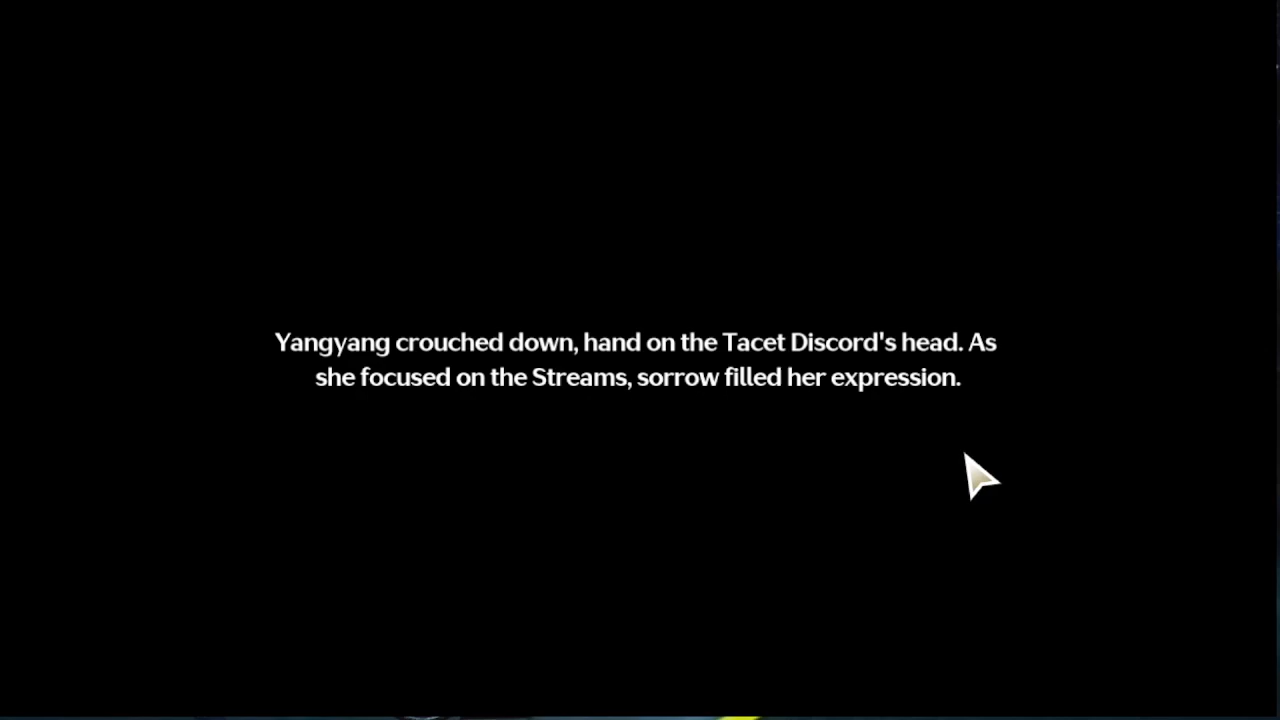 Yangyang crouched down, hand on the Tacet Discord's head. As
she focused on the Streams, sorrow filled her expression.